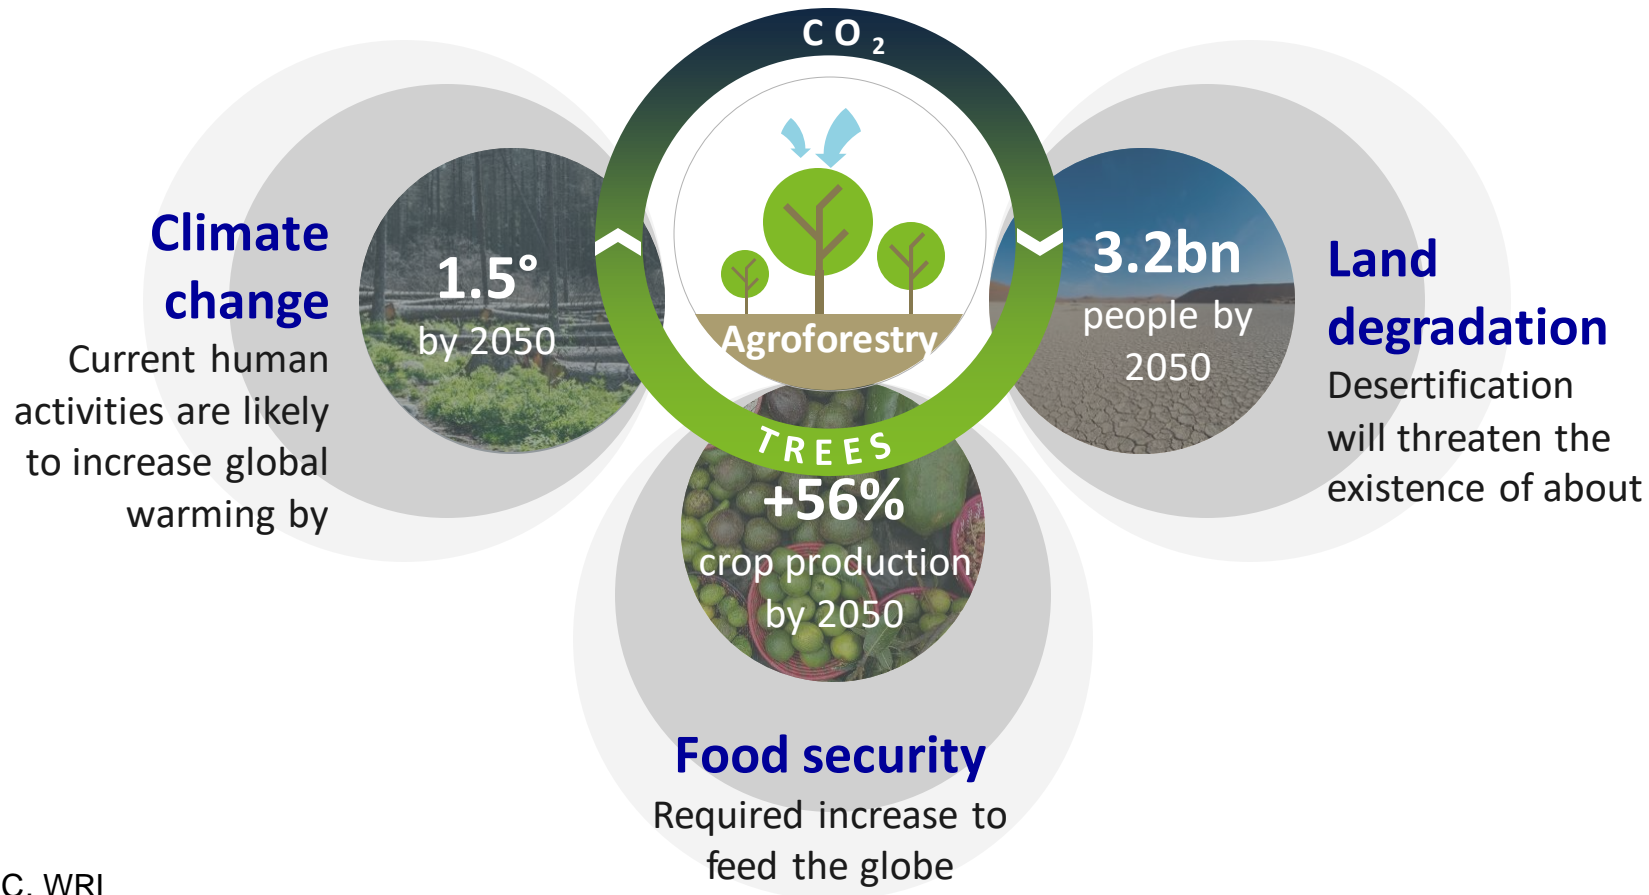 CO₂
Agroforestry
TREES
Climate
change
Current human
activities are likely
to increase global
warming by
1.5°
by 2050
3.2bn
people by
2050
Land
degradation
Desertification
will threaten the
existence of about
+56%
crop production
by 2050
Food security
Required increase to
feed the globe
C, WRI